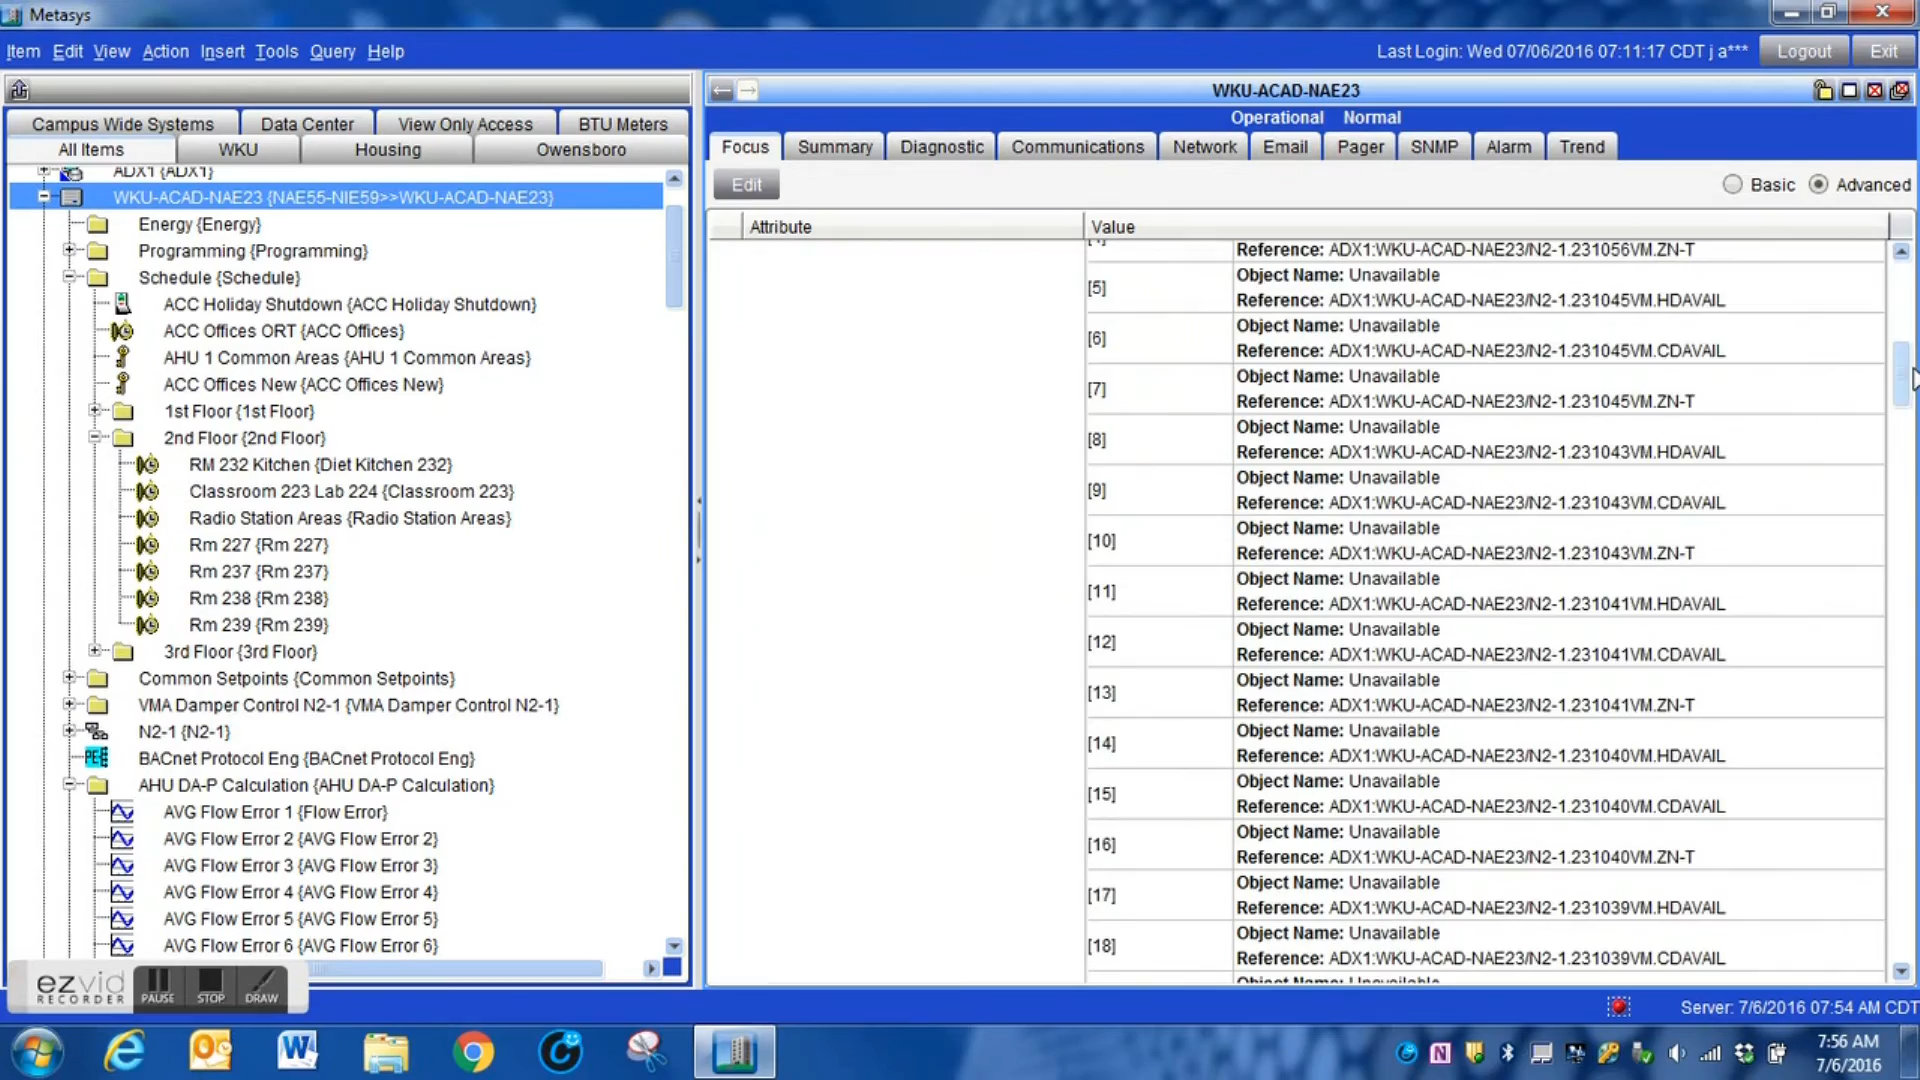 Metasys
Item Edit View Action Insert Tools Query Help
Last Login: Wed 07/06/2016 07:11:17 CDT j a***
Logout
Exit
Campus Wide Systems
Data Center
View Only Access
BTU Meters
All Items
WKU
Housing
Owensboro
ADX1 {ADX1}
WKU-ACAD-NAE23 {NAE55-NIE59>>WKU-ACAD-NAE23}
Energy {Energy}
Programming {Programming}
Schedule {Schedule}
ACC Holiday Shutdown {ACC Holiday Shutdown}
ACC Offices ORT {ACC Offices}
AHU 1 Common Areas {AHU 1 Common Areas}
ACC Offices New {ACC Offices New}
1st Floor {1st Floor}
2nd Floor {2nd Floor}
RM 232 Kitchen {Diet Kitchen 232}
Classroom 223 Lab 224 {Classroom 223}
Radio Station Areas {Radio Station Areas}
Rm 227 {Rm 227}
Rm 237 {Rm 237}
Rm 238 {Rm 238}
Rm 239 {Rm 239}
3rd Floor {3rd Floor}
Common Setpoints {Common Setpoints}
VMA Damper Control N2-1 {VMA Damper Control N2-1}
N2-1 {N2-1}
BACnet Protocol Eng {BACnet Protocol Eng}
AHU DA-P Calculation {AHU DA-P Calculation}
AVG Flow Error 1 {Flow Error}
AVG Flow Error 2 {AVG Flow Error 2}
AVG Flow Error 3 {AVG Flow Error 3}
AVG Flow Error 4 {AVG Flow Error 4}
AVG Flow Error 5 {AVG Flow Error 5}
AVG Flow Error 6 {AVG Flow Error 6}
ezvid
RECORDER
PAUSE
STOP
DRAW
WKU-ACAD-NAE23
Operational Normal
Focus Summary Diagnostic Communications Network Email Pager SNMP Alarm Trend
Edit
Basic
Advanced
Attribute
Value
Reference: ADX1:WKU-ACAD-NAE23/N2-1.231056VM.ZN-T
[5]
Object Name: Unavailable
Reference: ADX1:WKU-ACAD-NAE23/N2-1.231045VM.HDAVAIL
[6]
Object Name: Unavailable
Reference: ADX1:WKU-ACAD-NAE23/N2-1.231045VM.CDAVAIL
[7]
Object Name: Unavailable
Reference: ADX1:WKU-ACAD-NAE23/N2-1.231045VM.ZN-T
[8]
Object Name: Unavailable
Reference: ADX1:WKU-ACAD-NAE23/N2-1.231043VM.HDAVAIL
[9]
Object Name: Unavailable
Reference: ADX1:WKU-ACAD-NAE23/N2-1.231043VM.CDAVAIL
[10]
Object Name: Unavailable
Reference: ADX1:WKU-ACAD-NAE23/N2-1.231043VM.ZN-T
[11]
Object Name: Unavailable
Reference: ADX1:WKU-ACAD-NAE23/N2-1.231041VM.HDAVAIL
[12]
Object Name: Unavailable
Reference: ADX1:WKU-ACAD-NAE23/N2-1.231041VM.CDAVAIL
[13]
Object Name: Unavailable
Reference: ADX1:WKU-ACAD-NAE23/N2-1.231041VM.ZN-T
[14]
Object Name: Unavailable
Reference: ADX1:WKU-ACAD-NAE23/N2-1.231040VM.HDAVAIL
[15]
Object Name: Unavailable
Reference: ADX1:WKU-ACAD-NAE23/N2-1.231040VM.CDAVAIL
[16]
Object Name: Unavailable
Reference: ADX1:WKU-ACAD-NAE23/N2-1.231040VM.ZN-T
[17]
Object Name: Unavailable
Reference: ADX1:WKU-ACAD-NAE23/N2-1.231039VM.HDAVAIL
[18]
Object Name: Unavailable
Reference: ADX1:WKU-ACAD-NAE23/N2-1.231039VM.CDAVAIL
Object Name: Unavailable
Server: 7/6/2016 07:54 AM CDT
7:56 AM
7/6/2016